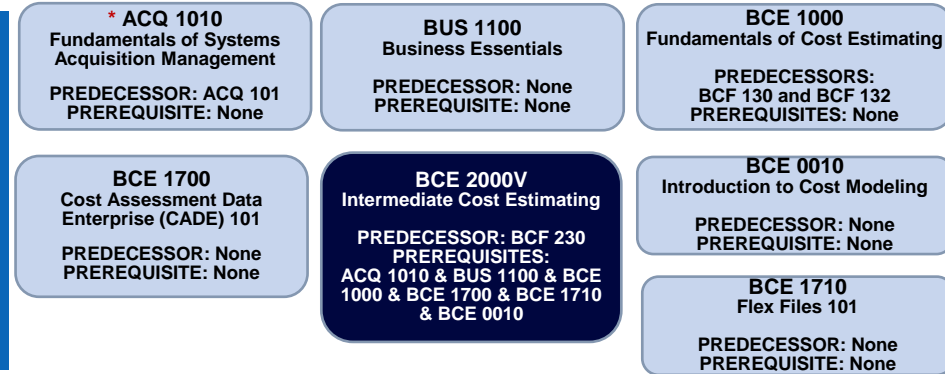 * ACQ 1010
Fundamentals of Systems
Acquisition Management
PREDECESSOR: ACQ 101
PREREQUISITE: None
BUS 1100
Business Essentials
PREDECESSOR: None
PREREQUISITE: None
BCE 1000
Fundamentals of Cost Estimating
PREDECESSORS:
BCF 130 and BCF 132
PREREQUISITES: None
BCE 1700
Cost Assessment Data
Enterprise (CADE) 101
PREDECESSOR: None
PREREQUISITE: None
BCE 2000V
Intermediate Cost Estimating
PREDECESSOR: BCF 230
PREREQUISITES:
ACQ 1010 & BUS 1100 & BCE
1000 & BCE 1700 & BCE 1710
& BCE 0010
BCE 0010
Introduction to Cost Modeling
PREDECESSOR: None
PREREQUISITE: None
BCE 1710
Flex Files 101
PREDECESSOR: None
PREREQUISITE: None